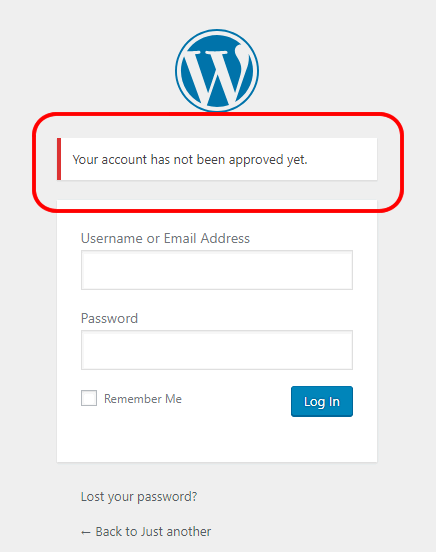 Your account has not been approved yet.
Username or Email Address
Password
Remember Me
Log In
Lost your password?
← Back to Just another